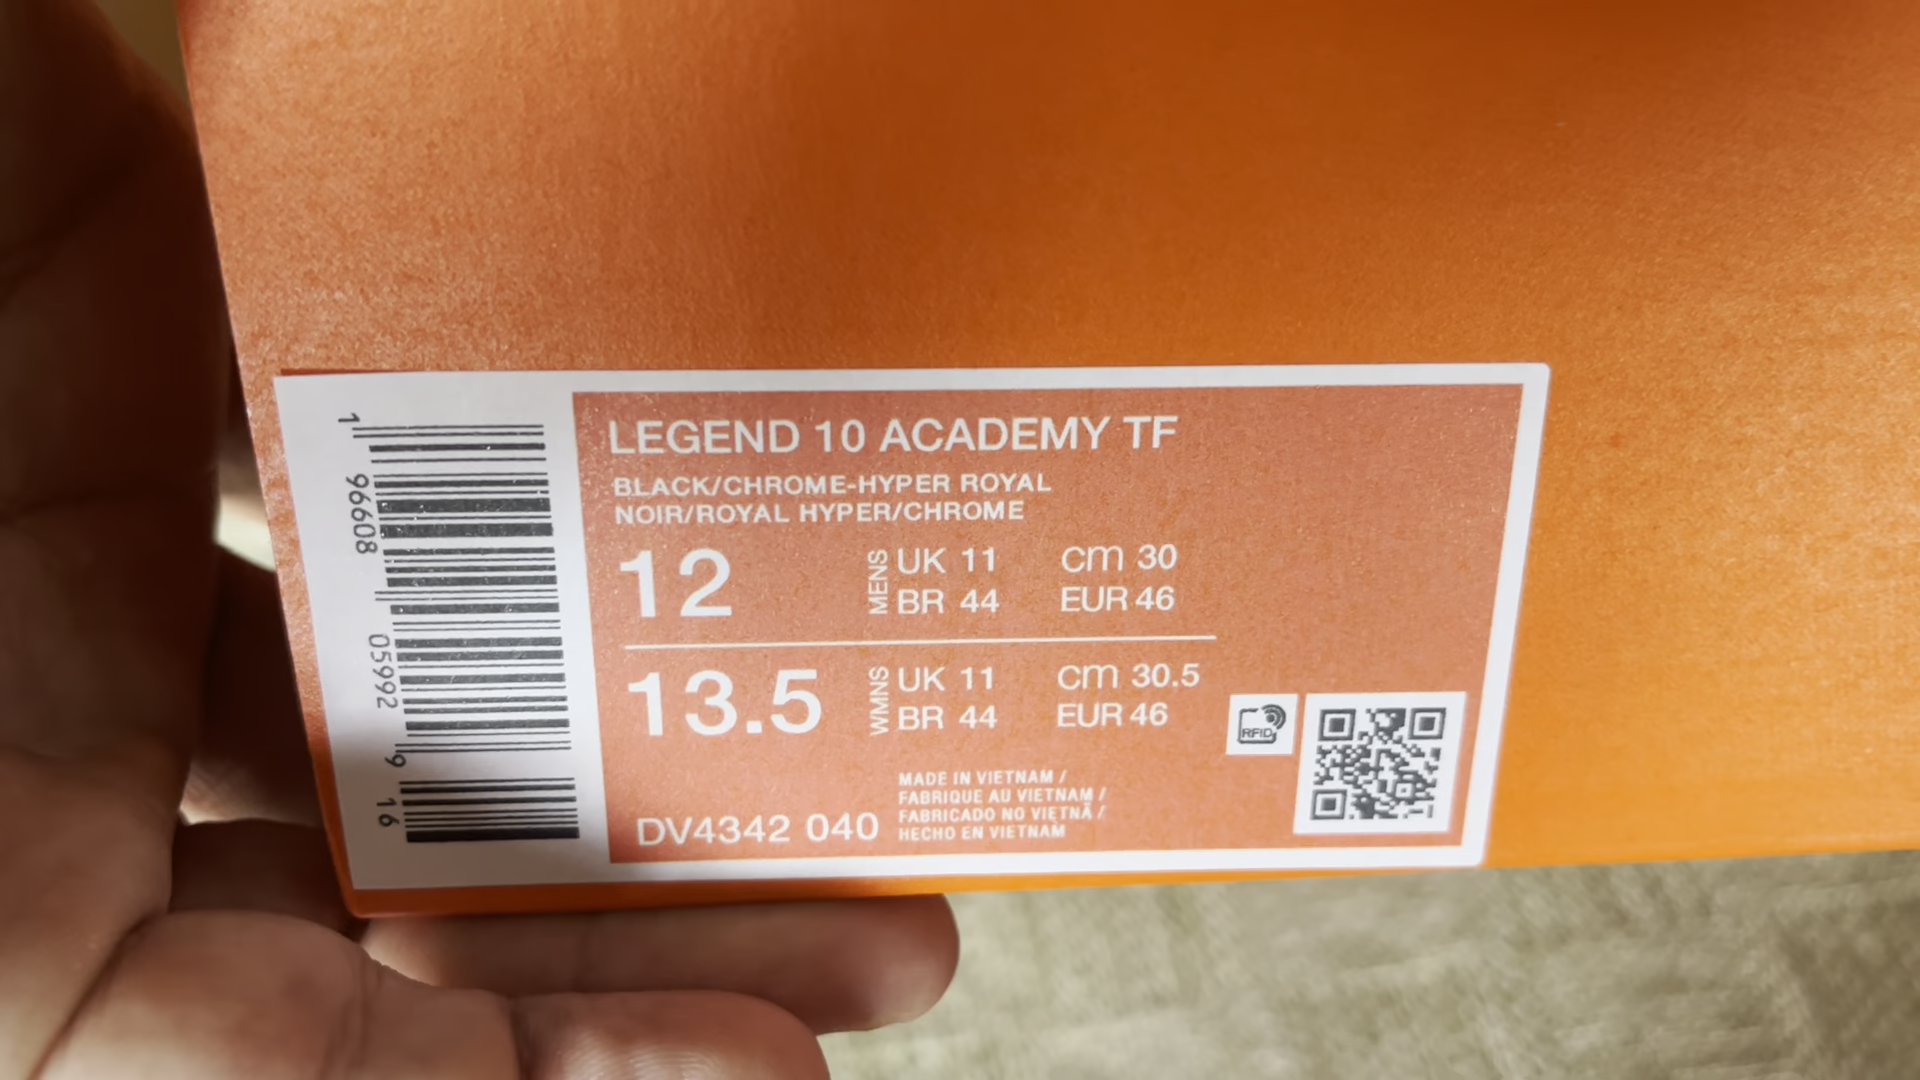 1 96608 05992 9 16
LEGEND 10 ACADEMY TF
BLACK/CHROME-HYPER ROYAL
NOIR/ROYAL HYPER/CHROME
12 MENS UK 11 cm 30
BR 44 EUR 46
13.5 WMNS UK 11 cm 30.5
BR 44 EUR 46
RFID
MADE IN VIETNAM /
FABRIQUE AU VIETNAM /
FABRICADO NO VIETNÃ /
HECHO EN VIETNAM
DV4342 040